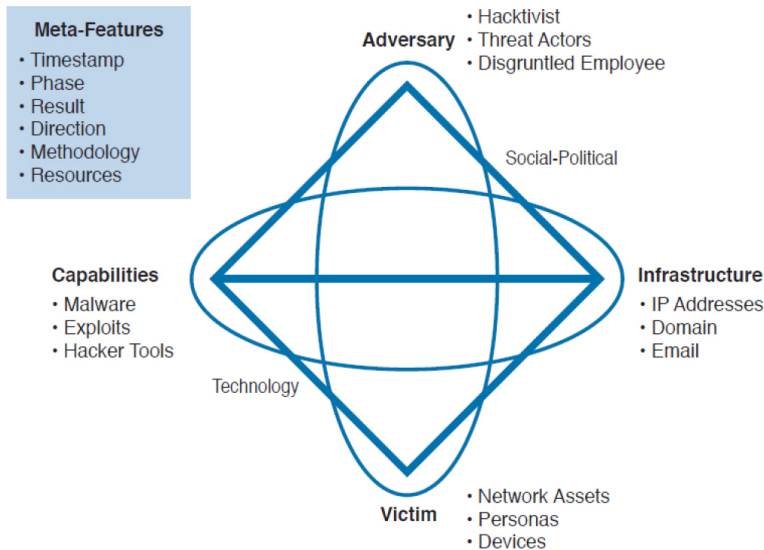 Meta-Features
• Timestamp
• Phase
• Result
• Direction
• Methodology
• Resources
Adversary
• Hacktivist
• Threat Actors
• Disgruntled Employee
Social-Political
Capabilities
• Malware
• Exploits
• Hacker Tools
Infrastructure
• IP Addresses
• Domain
• Email
Technology
Victim
• Network Assets
• Personas
• Devices